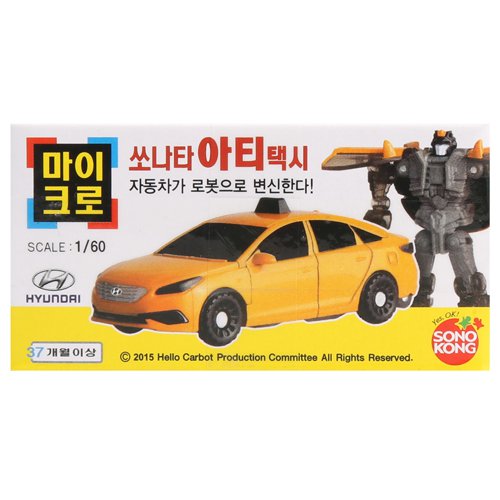 마이
크로
쏘나타 아티 택시
자동차가 로봇으로 변신한다!
SCALE : 1/60
HYUNDAI
37 개월이상
© 2015 Hello Carbot Production Committee All Rights Reserved.
Yes, OK!
SONO
KONG